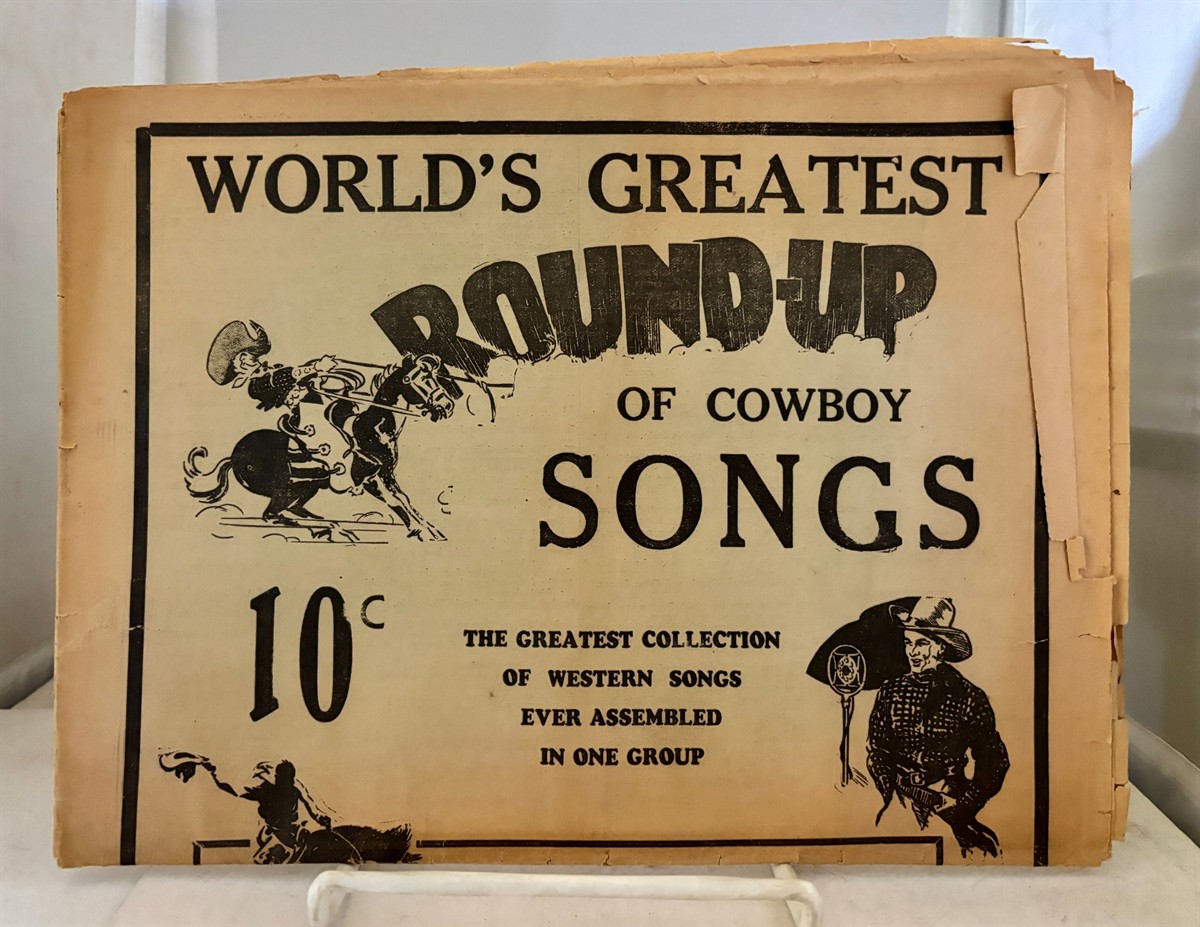 WORLD'S GREATEST
ROUND-UP
OF COWBOY
SONGS
10c
THE GREATEST COLLECTION
OF WESTERN SONGS
EVER ASSEMBLED
IN ONE GROUP